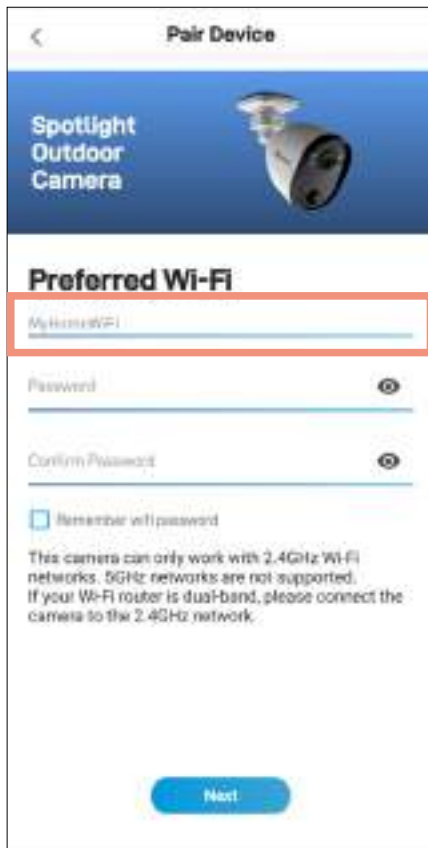 Pair Device
Spotlight
Outdoor
Camera
Preferred Wi-Fi
MyHomeWiFi
Password
Confirm Password
Remember wifi password
This camera can only work with 2.4GHz Wi-Fi
networks. 5GHz networks are not supported.
If your Wi-Fi router is dual-band, please connect the
camera to the 2.4GHz network.
Next